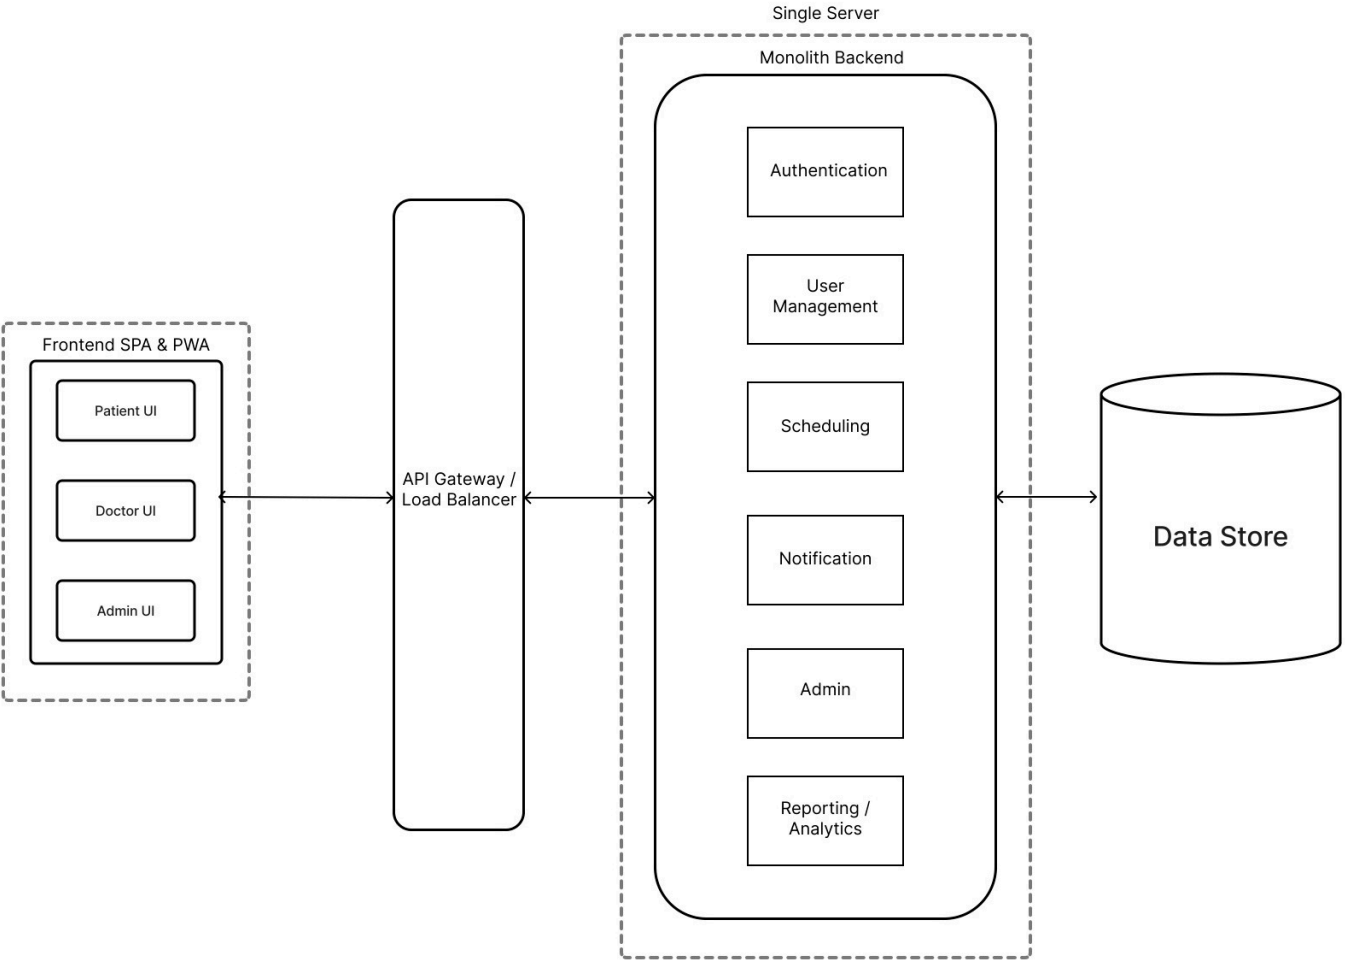 Single Server
Monolith Backend
Authentication
User
Management
Frontend SPA & PWA
Patient UI
Doctor UI
Admin UI
API Gateway /
Load Balancer
Scheduling
Notification
Admin
Reporting /
Analytics
Data Store